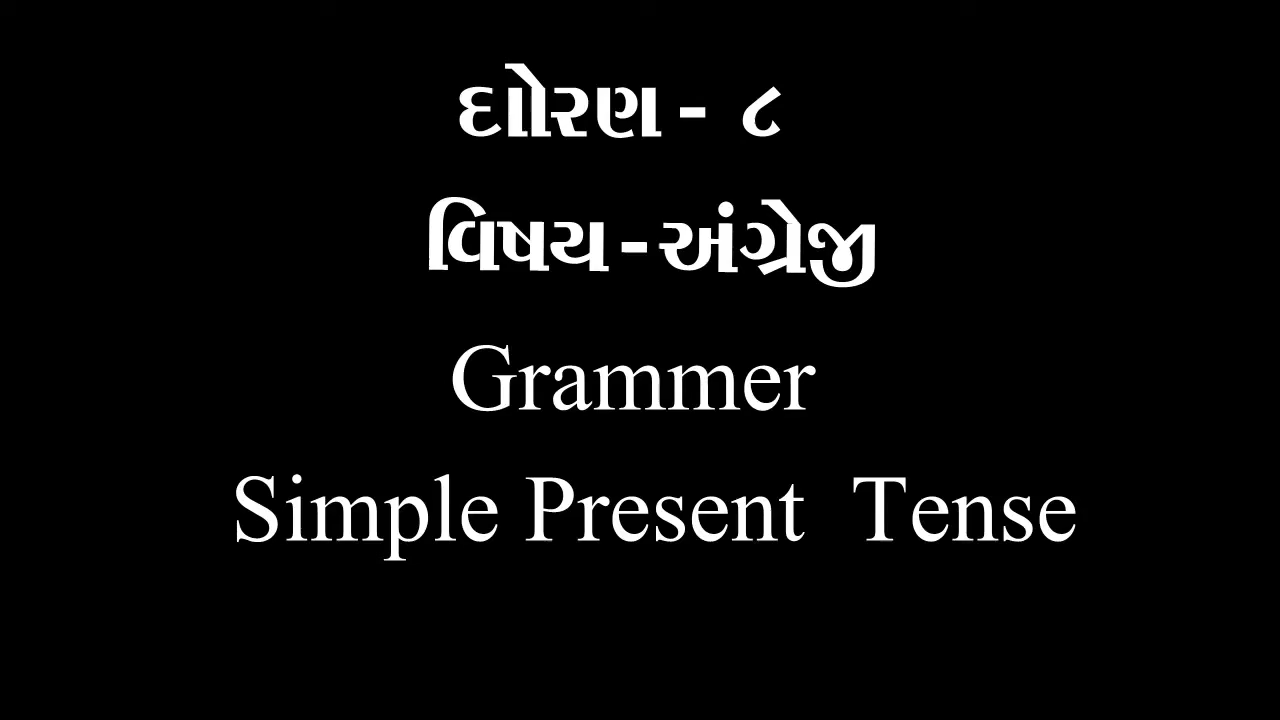 ઘોરણ - ૮
વિષય - અંગ્રેજી
Grammer
Simple Present Tense